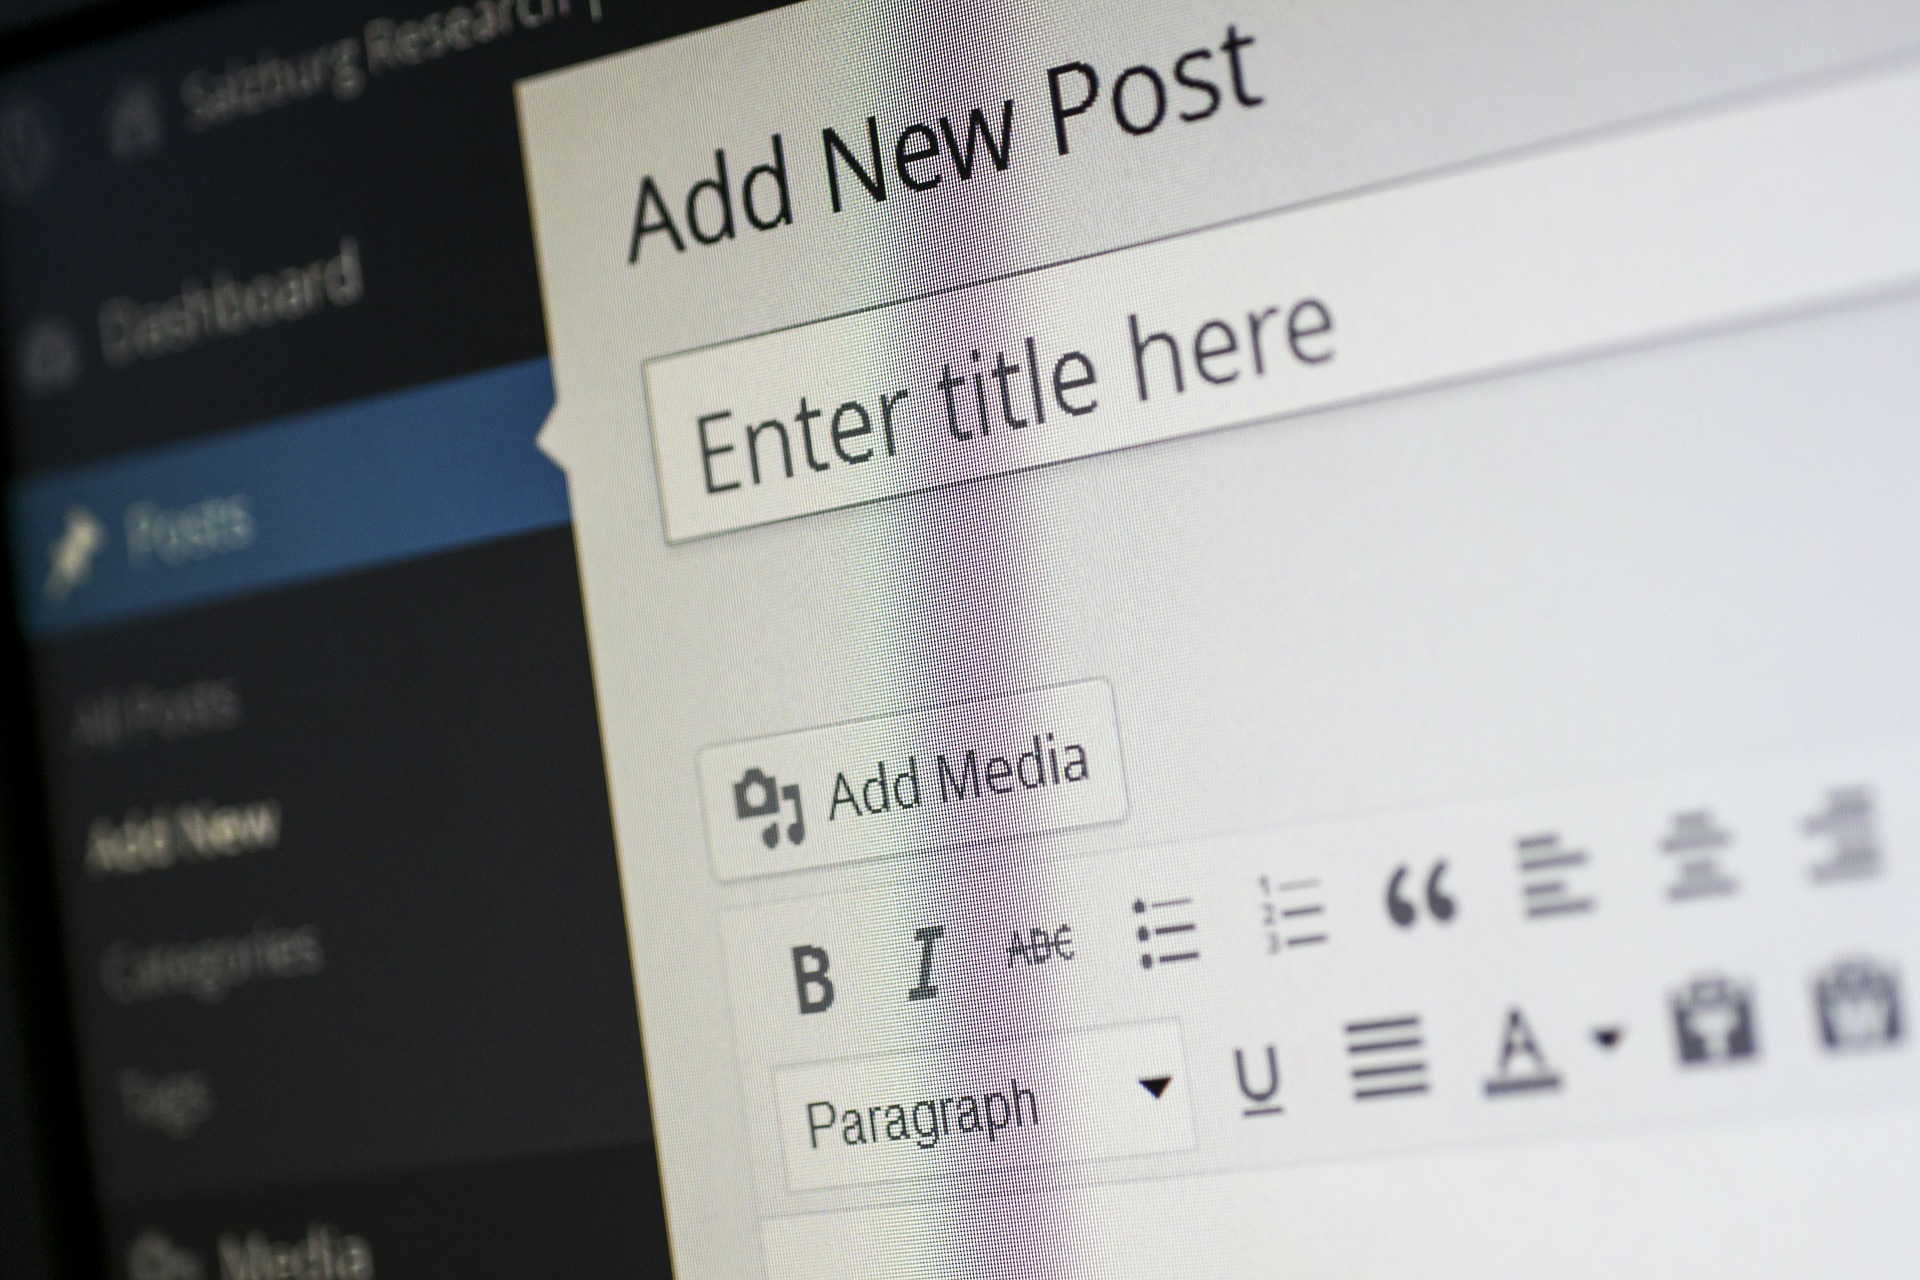 Salzburg Research
Dashboard
Posts
All Posts
Add New
Categories
Tags
Media
Add New Post
Enter title here
Add Media
B I ABC
Paragraph
U A